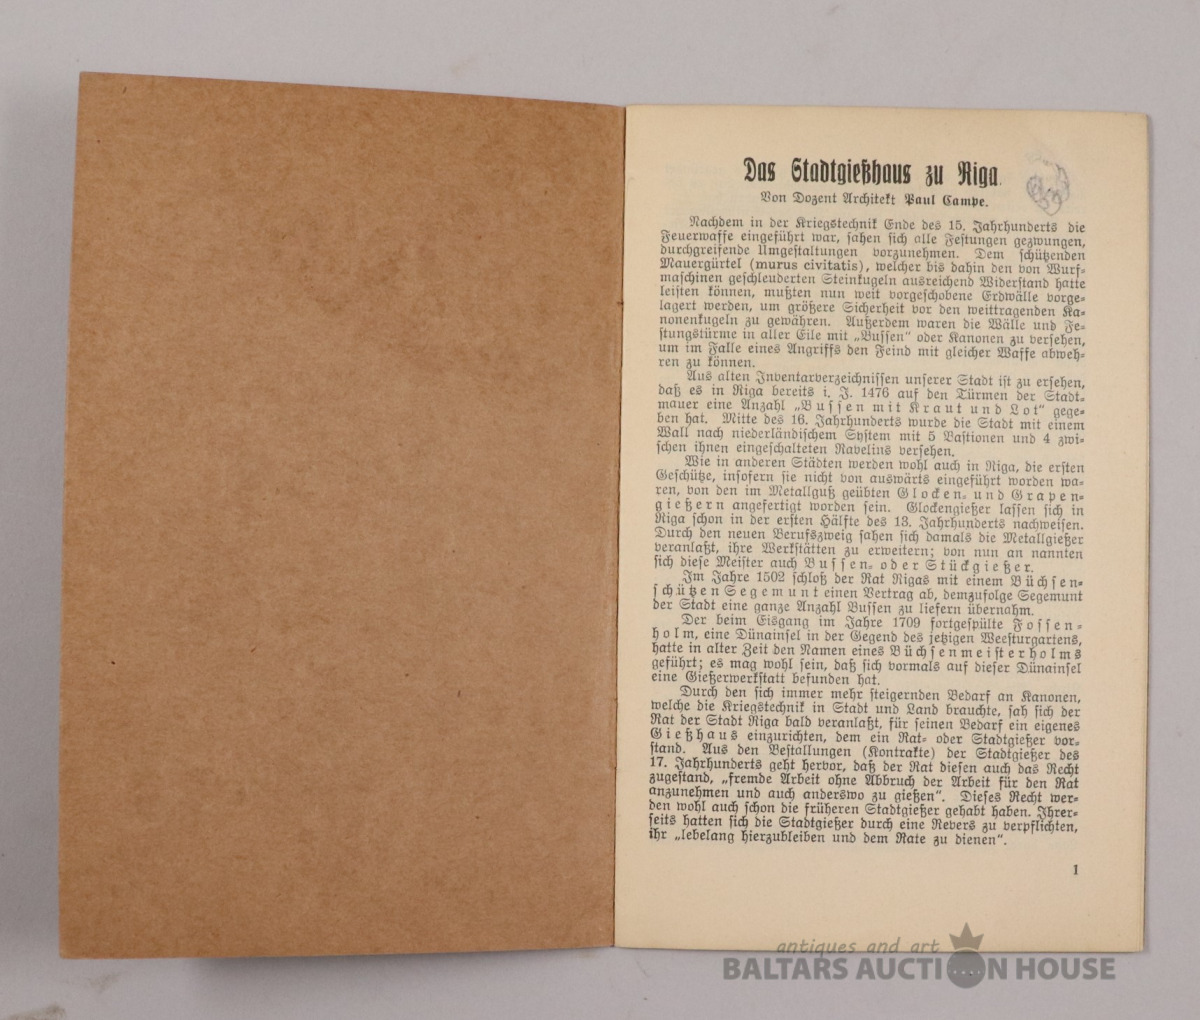 Das Stadtgießhaus zu Riga.
Von Dozent Architekt Paul Campe.
Nachdem in der Kriegstechnik Ende des 15. Jahrhunderts die
Feuerwaffe eingeführt war, sahen sich alle Festungen gezwungen,
durchgreifende Umgestaltungen vorzunehmen. Dem schützenden
Mauergürtel (murus civitatis), welcher bis dahin den von Wurf-
maschinen geschleuderten Steinkugeln ausreichend Widerstand hatte
leisten können, mußten nun weit vorgeschobene Erdwälle vorge-
lagert werden, um größere Sicherheit vor den weittragenden Ka-
nonenkugeln zu gewähren. Außerdem waren die Wälle und Fe-
stungstürme in aller Eile mit „Bussen“ oder Kanonen zu versehen,
um im Falle eines Angriffs den Feind mit gleicher Waffe abweh-
ren zu können.
Aus alten Inventarverzeichnissen unserer Stadt ist zu ersehen,
daß es in Riga bereits i. J. 1476 auf den Türmen der Stadt-
mauer eine Anzahl „Bussen mit Kraut und Lot“ gege-
ben hat. Mitte des 16. Jahrhunderts wurde die Stadt mit einem
Wall nach niederländischem System mit 5 Bastionen und 4 zwi-
schen ihnen eingeschalteten Ravelins versehen.
Wie in anderen Städten werden wohl auch in Riga, die ersten
Geschütze, insofern sie nicht von auswärts eingeführt worden wa-
ren, von den im Metallguß geübten Glocken- und Grapen-
gießern angefertigt worden sein. Glockengießer lassen sich in
Riga schon in der ersten Hälfte des 13. Jahrhunderts nachweisen.
Durch den neuen Berufszweig sahen sich damals die Metallgießer
veranlaßt, ihre Werkstätten zu erweitern; von nun an nannten
sich diese Meister auch Bussen- oder Stückgießer.
Im Jahre 1502 schloß der Rat Rigas mit einem Büchsen-
schützen Segemunt einen Vertrag ab, demzufolge Segemunt
der Stadt eine ganze Anzahl Bussen zu liefern übernahm.
Der beim Eisgang im Jahre 1709 fortgespülte Fossen-
holm, eine Dünainsel in der Gegend des jetzigen Weesturgartens,
hatte in alter Zeit den Namen eines Büchsenmeisterholms
geführt; es mag wohl sein, daß sich vormals auf dieser Dünainsel
eine Gießerwerkstatt befunden hat.
Durch den sich immer mehr steigernden Bedarf an Kanonen,
welche die Kriegstechnik in Stadt und Land brauchte, sah sich der
Rat der Stadt Riga bald veranlaßt, für seinen Bedarf ein eigenes
Gießhaus einzurichten, dem ein Rat- oder Stadtgießer vor-
stand. Aus den Bestallungen (Kontrakte) der Stadtgießer des
17. Jahrhunderts geht hervor, daß der Rat diesen auch das Recht
zugestand, „fremde Arbeit ohne Abbruch der Arbeit für den Rat
anzunehmen und auch anderswo zu gießen“. Dieses Recht wer-
den wohl auch schon die früheren Stadtgießer gehabt haben. Ihrer-
seits hatten sich die Stadtgießer durch eine Revers zu verpflichten,
ihr „lebelang hierzubleiben und dem Rate zu dienen“.
1
antiques and art
BALTARS AUCTION HOUSE